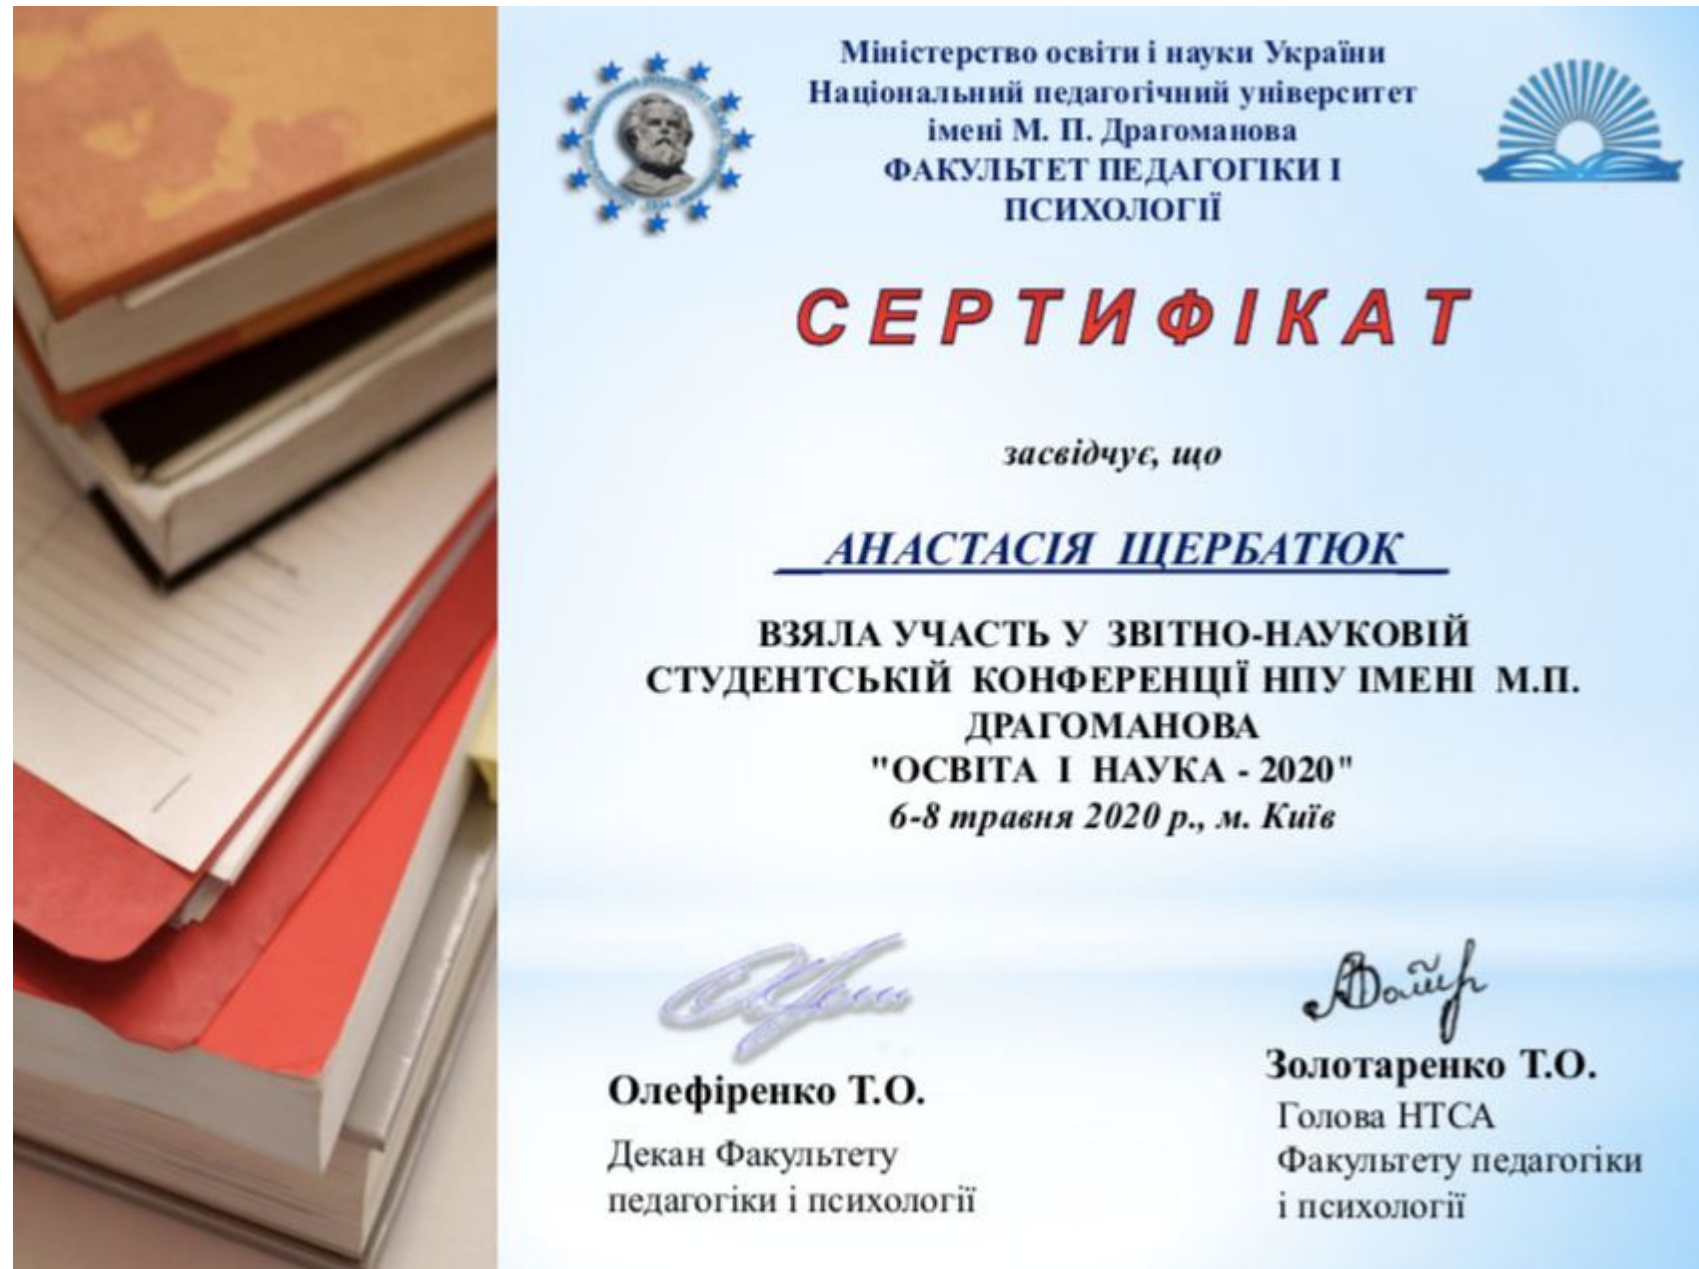 Міністерство освіти і науки України
Національний педагогічний університет
імені М. П. Драгоманова
ФАКУЛЬТЕТ ПЕДАГОГІКИ І
ПСИХОЛОГІЇ
СЕРТИФІКАТ
засвідчує, що
АНАСТАСІЯ ЩЕРБАТЮК
ВЗЯЛА УЧАСТЬ У ЗВІТНО-НАУКОВІЙ
СТУДЕНТСЬКІЙ КОНФЕРЕНЦІЇ НПУ ІМЕНІ М.П.
ДРАГОМАНОВА
"ОСВІТА І НАУКА - 2020"
6-8 травня 2020 р., м. Київ
Олефіренко Т.О.
Декан Факультету
педагогіки і психології
Золотаренко Т.О.
Голова НТСА
Факультету педагогіки
і психології